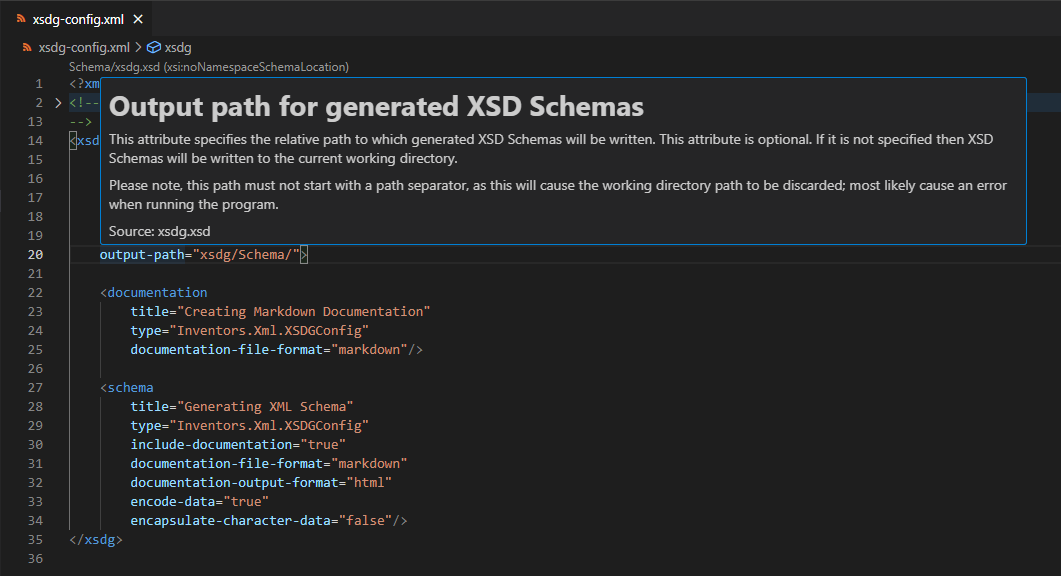 xsdg-config.xml
xsdg-config.xml > xsdg
Schema/xsdg.xsd (xsi:noNamespaceSchemaLocation)
1 <?xm
2 > <!--
Output path for generated XSD Schemas
This attribute specifies the relative path to which generated XSD Schemas will be written. This attribute is optional. If it is not specified then XSD
Schemas will be written to the current working directory.
Please note, this path must not start with a path separator, as this will cause the working directory path to be discarded; most likely cause an error
when running the program.
Source: xsdg.xsd
13 -->
14 <xsd
15
16
17
18
19
20 output-path="xsdg/Schema/">
21
22 <documentation
23 title="Creating Markdown Documentation"
24 type="Inventors.Xml.XSDGConfig"
25 documentation-file-format="markdown"/>
26
27 <schema
28 title="Generating XML Schema"
29 type="Inventors.Xml.XSDGConfig"
30 include-documentation="true"
31 documentation-file-format="markdown"
32 documentation-output-format="html"
33 encode-data="true"
34 encapsulate-character-data="false"/>
35 </xsdg>
36